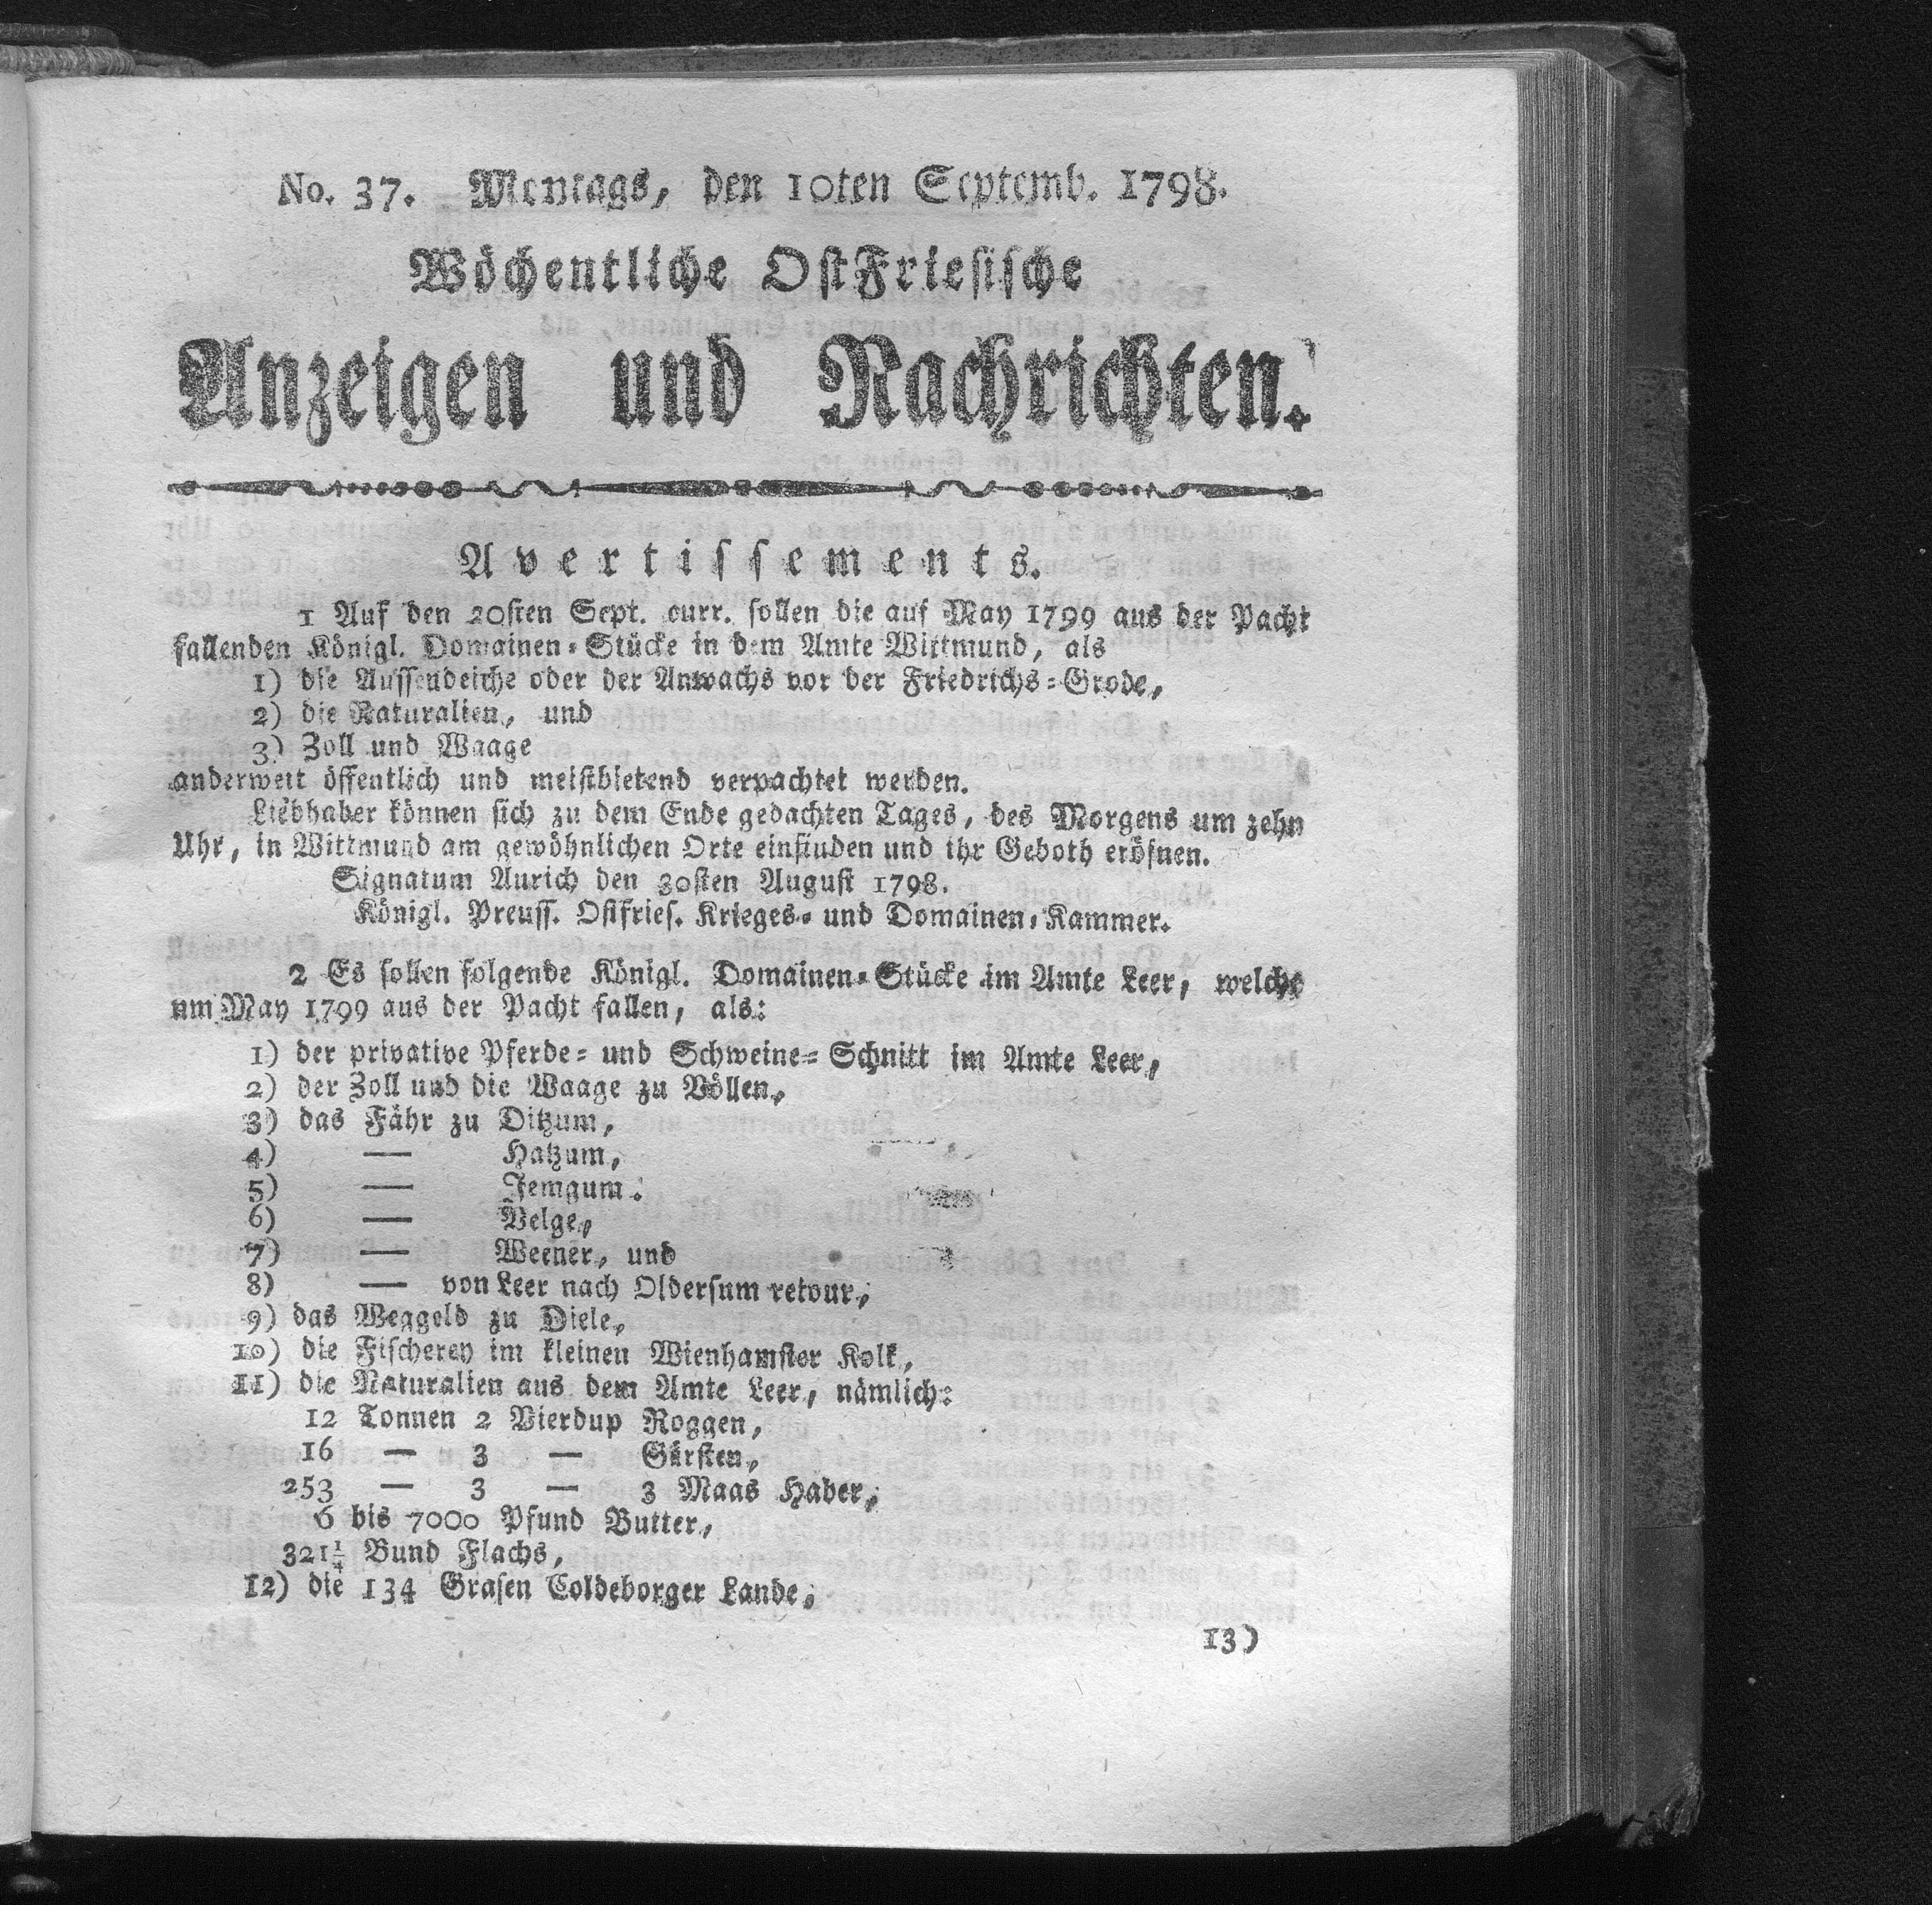 No. 37. Montags, den 10ten Septemb. 1798.
Wöchentliche OstFriesische
Anzeigen und Nachrichten.
Avertissements.
1 Auf den 20sten Sept. curr. sollen die auf May 1799 aus der Pacht
fallenden Königl. Domainen-Stücke in dem Amte Wittmund, als
1) die Aussendeiche oder der Anwachs vor der Friedrichs-Grode,
2) die Naturalien, und
3) Zoll und Waage
anderweit öffentlich und meistbietend verpachtet werden.
Liebhaber können sich zu dem Ende gedachten Tages, des Morgens um zehn
Uhr, in Wittmund am gewöhnlichen Orte einfinden und ihr Geboth eröfnen.
Signatum Aurich den 30sten August 1798.
Königl. Preuss. Ostfries. Krieges- und Domainen-Kammer.
2 Es sollen folgende Königl. Domainen-Stücke im Amte Leer, welche
um May 1799 aus der Pacht fallen, als:
1) der privative Pferde- und Schweine-Schnitt im Amte Leer,
2) der Zoll und die Waage zu Völlen,
3) das Fähr zu Ditzum,
4) — Hatzum,
5) — Jemgum.
6) — Velge,
7) — Weener, und
8) — von Leer nach Oldersum retour,
9) das Weggeld zu Diele,
10) die Fischerey im kleinen Wienhamster Kolk,
11) die Naturalien aus dem Amte Leer, nämlich:
12 Tonnen 2 Vierdup Roggen,
16 — 3 — Gärsten,
253 — 3 — 3 Maas Haber,
6 bis 7000 Pfund Butter,
321¼ Bund Flachs,
12) die 134 Grasen Coldeborger Lande,
13)